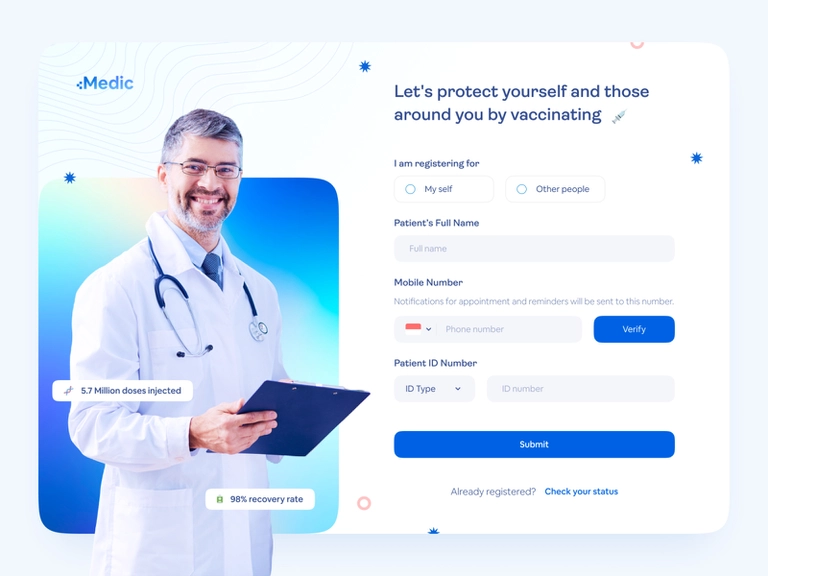 Medic
Let's protect yourself and those
around you by vaccinating
I am registering for
My self
Other people
Patient's Full Name
Full name
Mobile Number
Notifications for appointment and reminders will be sent to this number.
Phone number
Verify
Patient ID Number
ID Type
ID number
Submit
Already registered? Check your status
5.7 Million doses injected
98% recovery rate